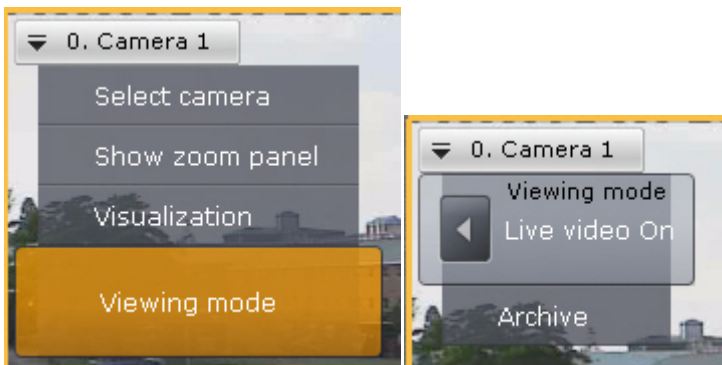 0. Camera 1
Select camera
Show zoom panel
Visualization
Viewing mode
0. Camera 1
Viewing mode
Live video On
Archive